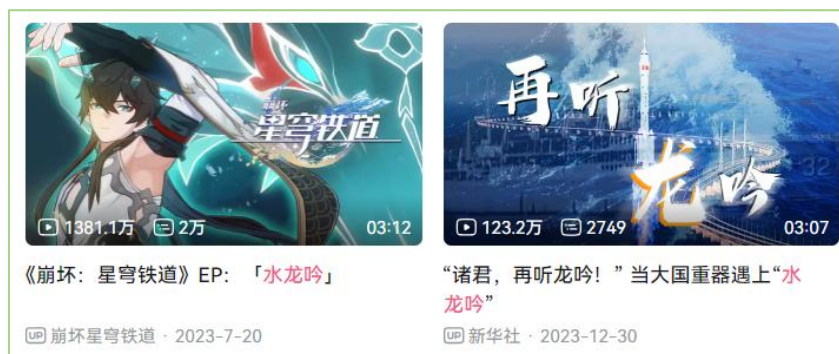 崩坏
星穹铁道
1381.1万 2万 03:12
《崩坏：星穹铁道》EP：「水龙吟」
UP 崩坏星穹铁道 · 2023-7-20
再听
龙吟
32
123.2万 2749 03:07
“诸君，再听龙吟！”当大国重器遇上“水
龙吟”
UP 新华社 · 2023-12-30